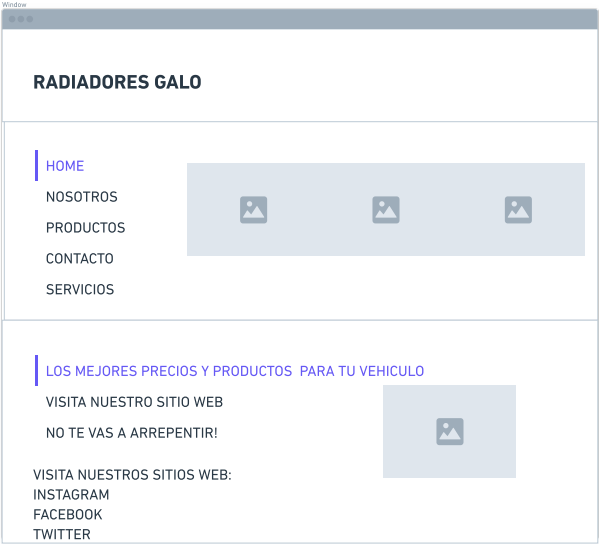 Window
RADIADORES GALO
HOME
NOSOTROS
PRODUCTOS
CONTACTO
SERVICIOS
LOS MEJORES PRECIOS Y PRODUCTOS  PARA TU VEHICULO
VISITA NUESTRO SITIO WEB
NO TE VAS A ARREPENTIR!
VISITA NUESTROS SITIOS WEB:
INSTAGRAM
FACEBOOK
TWITTER